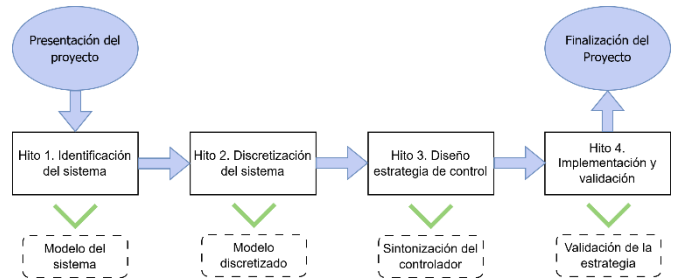 Presentación del
proyecto
Finalización del
Proyecto
Hito 1. Identificación
del sistema
Hito 2. Discretización
del sistema
Hito 3. Diseño
estrategia de control
Hito 4.
Implementación y
validación
Modelo del
sistema
Modelo
discretizado
Sintonización del
controlador
Validación de la
estrategia